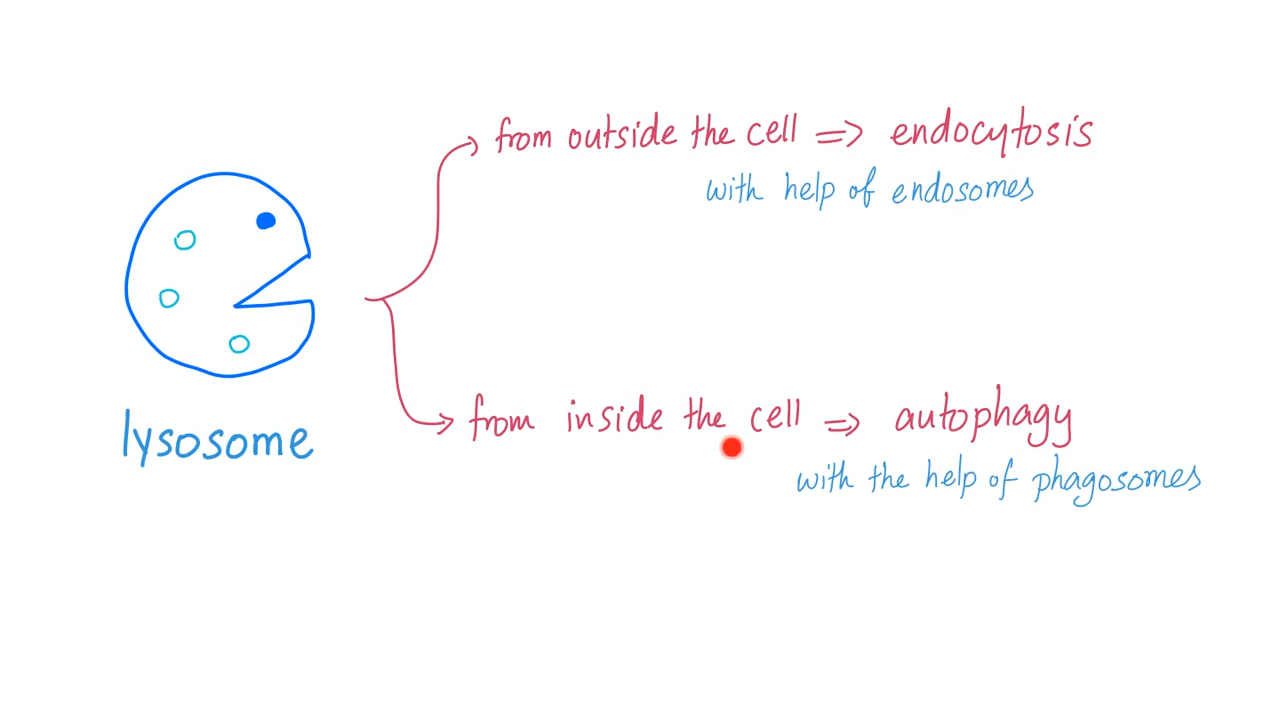 from outside the cell => endocytosis
with help of endosomes
lysosome
from inside the cell => autophagy
with the help of phagosomes